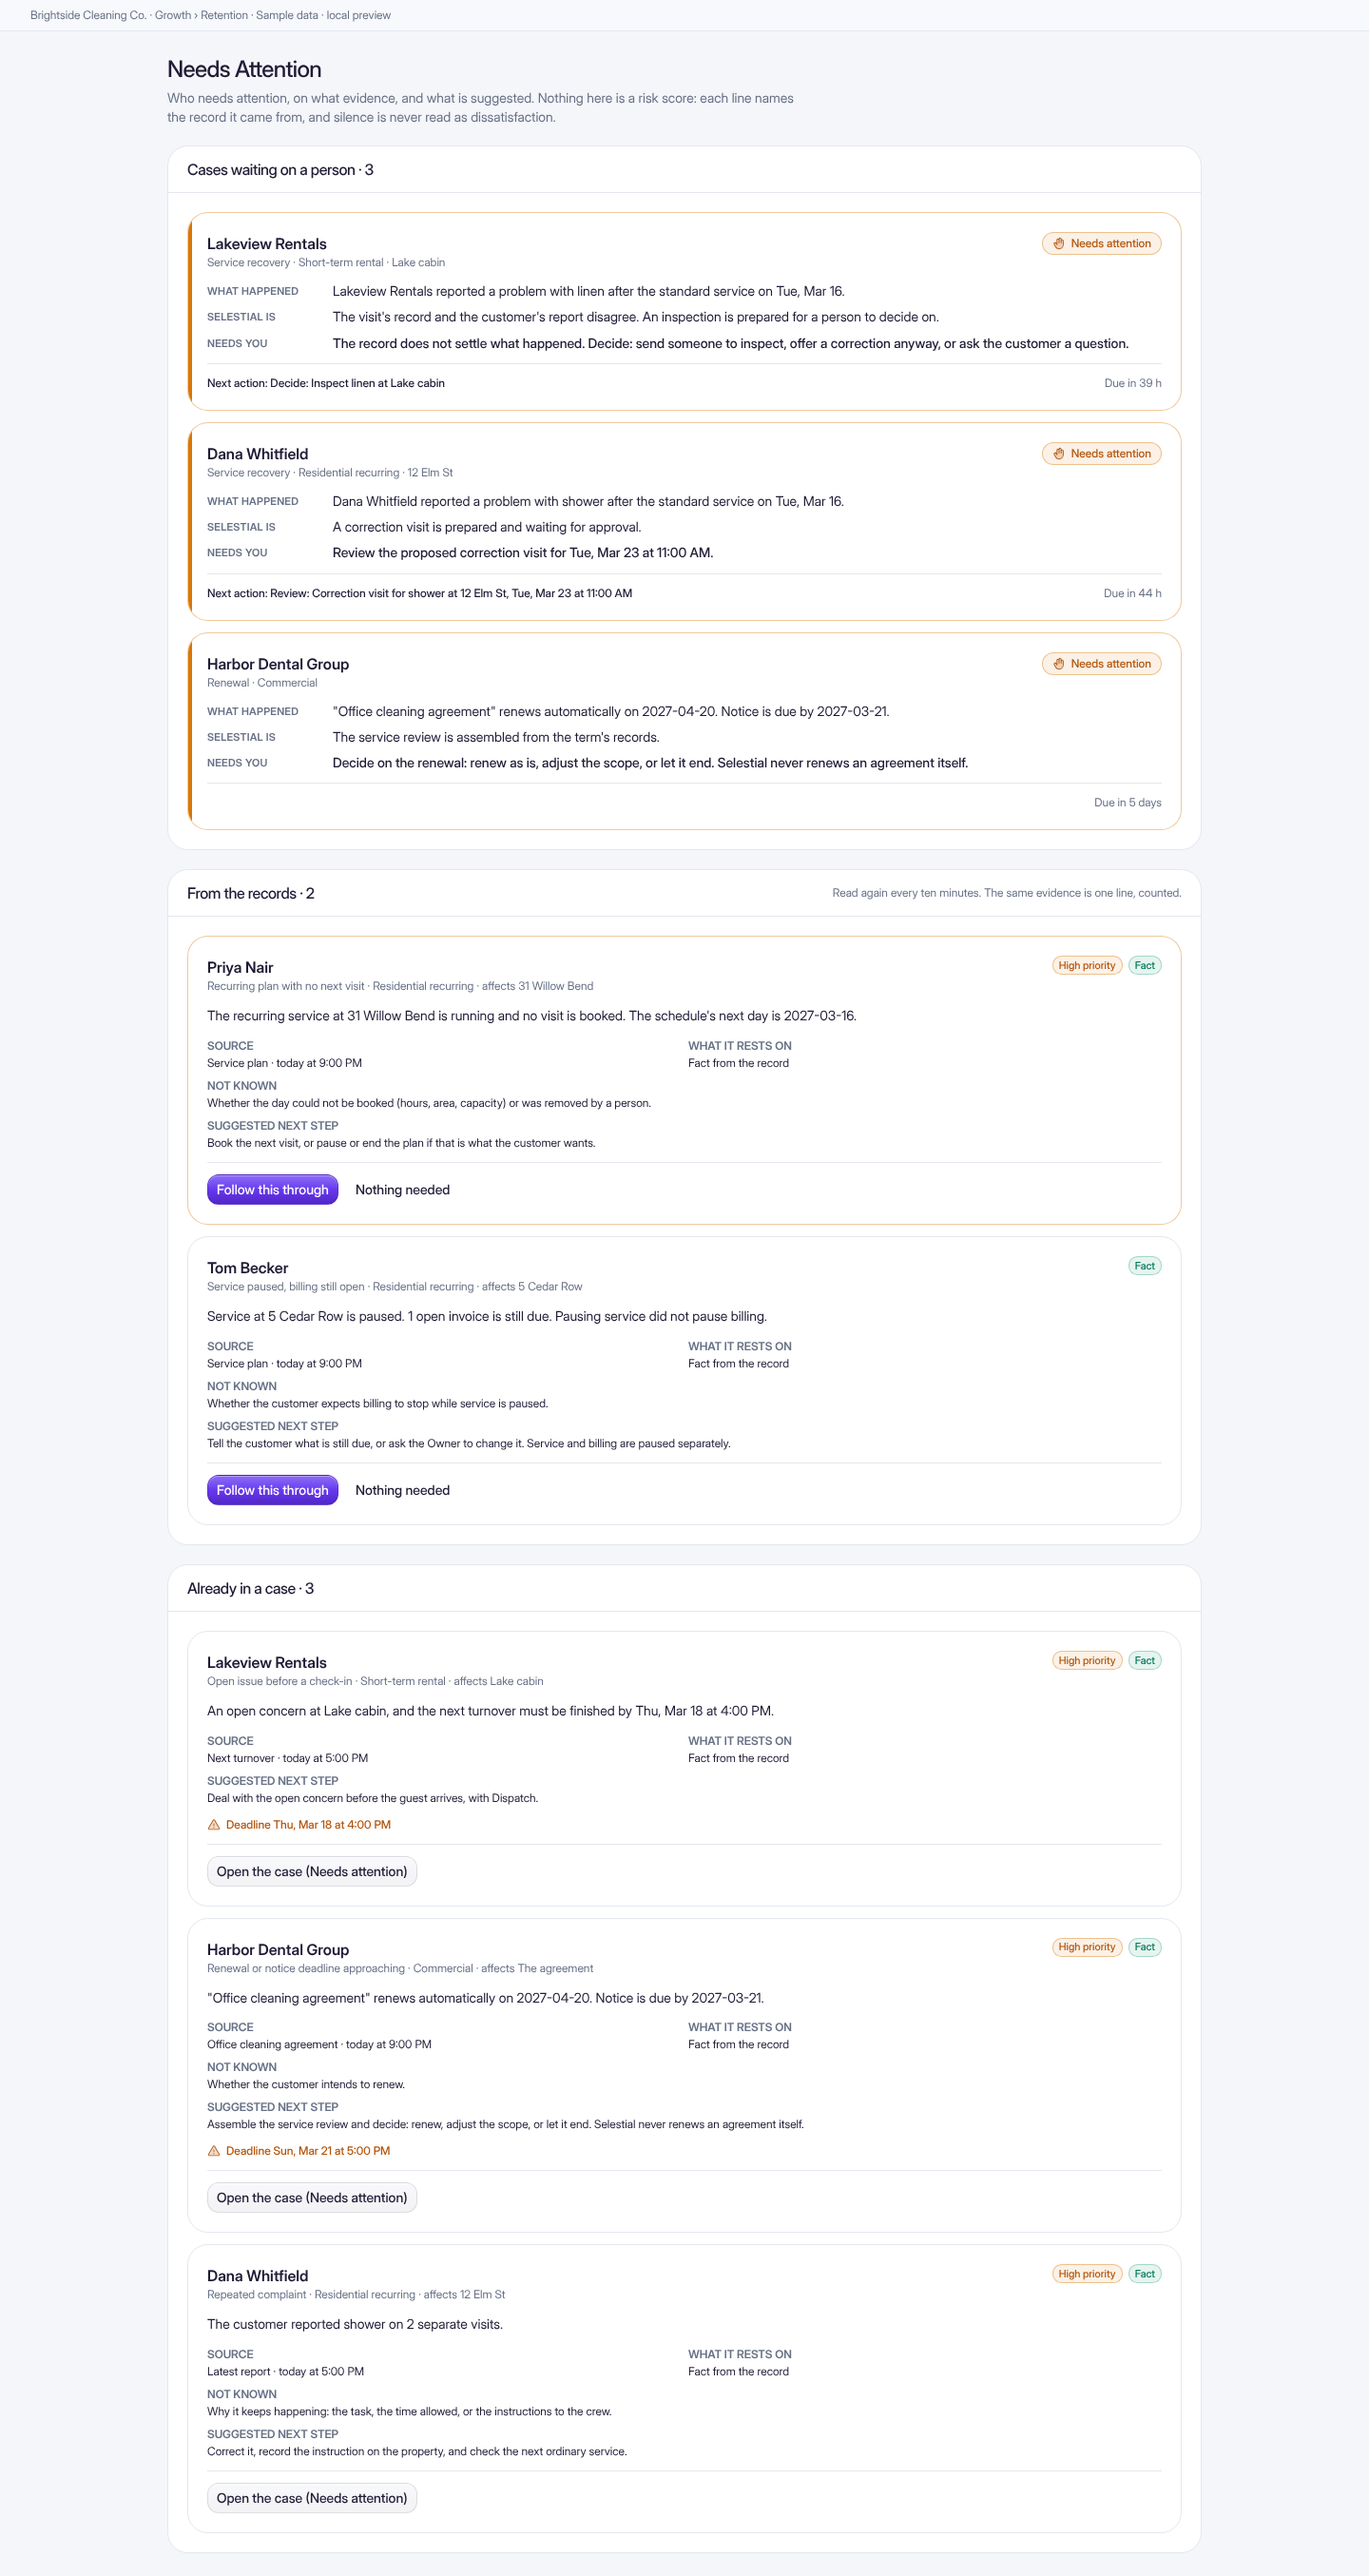 Brightside Cleaning Co. · Growth › Retention · Sample data · local preview
Needs Attention
Who needs attention, on what evidence, and what is suggested. Nothing here is a risk score: each line names
the record it came from, and silence is never read as dissatisfaction.
Cases waiting on a person · 3
Lakeview Rentals
Needs attention
Service recovery · Short-term rental · Lake cabin
WHAT HAPPENED Lakeview Rentals reported a problem with linen after the standard service on Tue, Mar 16.
SELESTIAL IS The visit's record and the customer's report disagree. An inspection is prepared for a person to decide on.
NEEDS YOU The record does not settle what happened. Decide: send someone to inspect, offer a correction anyway, or ask the customer a question.
Next action: Decide: Inspect linen at Lake cabin Due in 39 h
Dana Whitfield
Needs attention
Service recovery · Residential recurring · 12 Elm St
WHAT HAPPENED Dana Whitfield reported a problem with shower after the standard service on Tue, Mar 16.
SELESTIAL IS A correction visit is prepared and waiting for approval.
NEEDS YOU Review the proposed correction visit for Tue, Mar 23 at 11:00 AM.
Next action: Review: Correction visit for shower at 12 Elm St, Tue, Mar 23 at 11:00 AM Due in 44 h
Harbor Dental Group
Needs attention
Renewal · Commercial
WHAT HAPPENED "Office cleaning agreement" renews automatically on 2027-04-20. Notice is due by 2027-03-21.
SELESTIAL IS The service review is assembled from the term's records.
NEEDS YOU Decide on the renewal: renew as is, adjust the scope, or let it end. Selestial never renews an agreement itself.
Due in 5 days
From the records · 2 Read again every ten minutes. The same evidence is one line, counted.
Priya Nair
High priority Fact
Recurring plan with no next visit · Residential recurring · affects 31 Willow Bend
The recurring service at 31 Willow Bend is running and no visit is booked. The schedule's next day is 2027-03-16.
SOURCE WHAT IT RESTS ON
Service plan · today at 9:00 PM Fact from the record
NOT KNOWN
Whether the day could not be booked (hours, area, capacity) or was removed by a person.
SUGGESTED NEXT STEP
Book the next visit, or pause or end the plan if that is what the customer wants.
Follow this through Nothing needed
Tom Becker
Fact
Service paused, billing still open · Residential recurring · affects 5 Cedar Row
Service at 5 Cedar Row is paused. 1 open invoice is still due. Pausing service did not pause billing.
SOURCE WHAT IT RESTS ON
Service plan · today at 9:00 PM Fact from the record
NOT KNOWN
Whether the customer expects billing to stop while service is paused.
SUGGESTED NEXT STEP
Tell the customer what is still due, or ask the Owner to change it. Service and billing are paused separately.
Follow this through Nothing needed
Already in a case · 3
Lakeview Rentals
High priority Fact
Open issue before a check-in · Short-term rental · affects Lake cabin
An open concern at Lake cabin, and the next turnover must be finished by Thu, Mar 18 at 4:00 PM.
SOURCE WHAT IT RESTS ON
Next turnover · today at 5:00 PM Fact from the record
SUGGESTED NEXT STEP
Deal with the open concern before the guest arrives, with Dispatch.
Deadline Thu, Mar 18 at 4:00 PM
Open the case (Needs attention)
Harbor Dental Group
High priority Fact
Renewal or notice deadline approaching · Commercial · affects The agreement
"Office cleaning agreement" renews automatically on 2027-04-20. Notice is due by 2027-03-21.
SOURCE WHAT IT RESTS ON
Office cleaning agreement · today at 9:00 PM Fact from the record
NOT KNOWN
Whether the customer intends to renew.
SUGGESTED NEXT STEP
Assemble the service review and decide: renew, adjust the scope, or let it end. Selestial never renews an agreement itself.
Deadline Sun, Mar 21 at 5:00 PM
Open the case (Needs attention)
Dana Whitfield
High priority Fact
Repeated complaint · Residential recurring · affects 12 Elm St
The customer reported shower on 2 separate visits.
SOURCE WHAT IT RESTS ON
Latest report · today at 5:00 PM Fact from the record
NOT KNOWN
Why it keeps happening: the task, the time allowed, or the instructions to the crew.
SUGGESTED NEXT STEP
Correct it, record the instruction on the property, and check the next ordinary service.
Open the case (Needs attention)